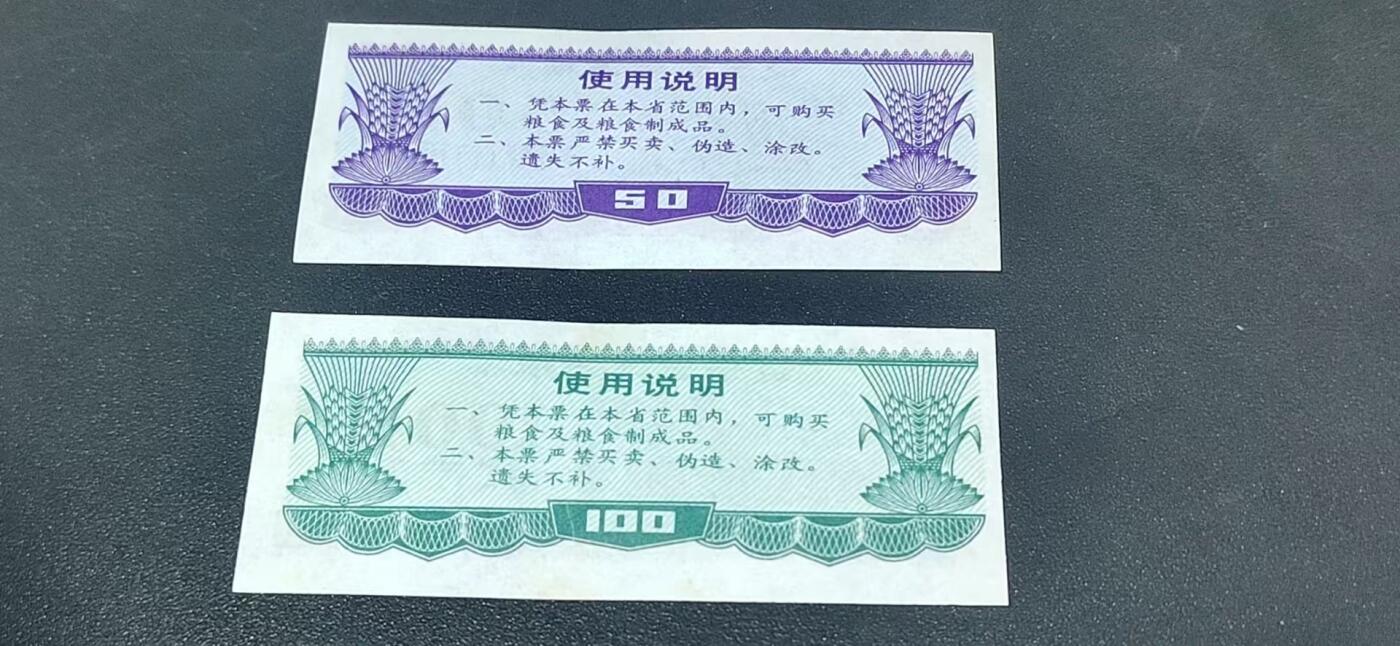 使用说明
一、凭本票在本省范围内，可购买
粮食及粮食制成品。
二、本票严禁买卖、伪造、涂改。
遗失不补。
50
使用说明
一、凭本票在本省范围内，可购买
粮食及粮食制成品。
二、本票严禁买卖、伪造、涂改。
遗失不补。
100